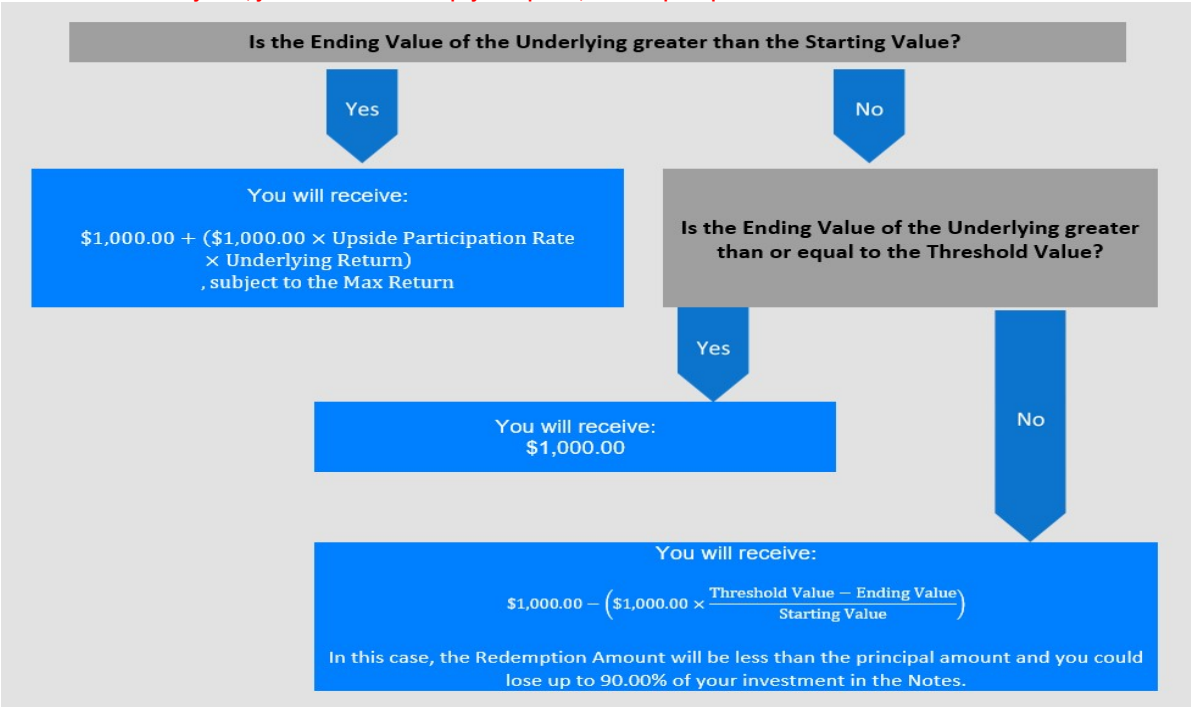 Is the Ending Value of the Underlying greater than the Starting Value?
Yes
No
You will receive:
$1,000.00 + ($1,000.00 × Upside Participation Rate
× Underlying Return)
, subject to the Max Return
Is the Ending Value of the Underlying greater
than or equal to the Threshold Value?
Yes
No
You will receive:
$1,000.00
You will receive:
$1,000.00 − ($1,000.00 × (Threshold Value − Ending Value) / Starting Value)
In this case, the Redemption Amount will be less than the principal amount and you could
lose up to 90.00% of your investment in the Notes.